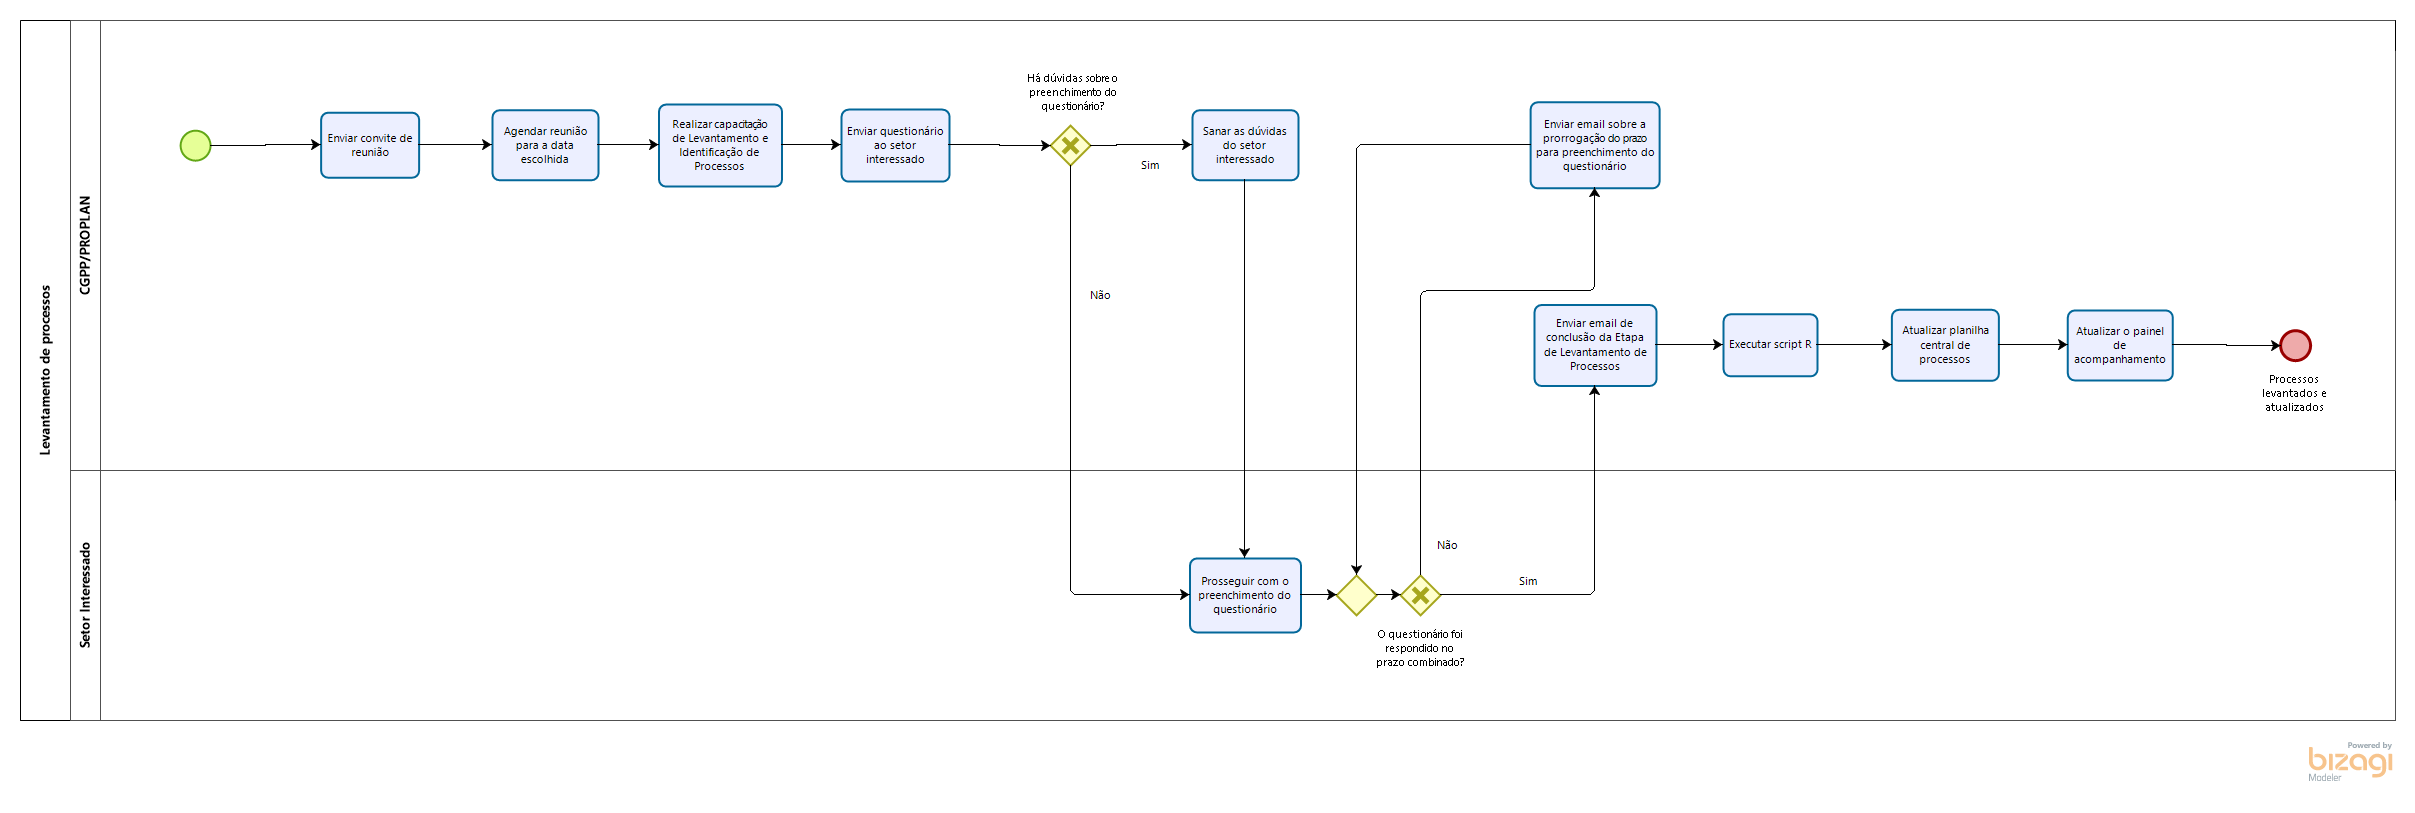 Levantamento de processos
CGPP/PROPLAN
Enviar convite de
reunião
Agendar reunião
para a data
escolhida
Realizar capacitação
de Levantamento e
Identificação de
Processos
Enviar questionário
ao setor
interessado
Há dúvidas sobre o
preenchimento do
questionário?
Sim
Não
Sanar as dúvidas
do setor
interessado
Enviar email sobre a
prorrogação do prazo
para preenchimento do
questionário
Enviar email de
conclusão da Etapa
de Levantamento de
Processos
Executar script R
Atualizar planilha
central de
processos
Atualizar o painel
de
acompanhamento
Processos
levantados e
atualizados
Setor Interessado
Prosseguir com o
preenchimento do
questionário
Não
Sim
O questionário foi
respondido no
prazo combinado?
Powered by
bizagi
Modeler